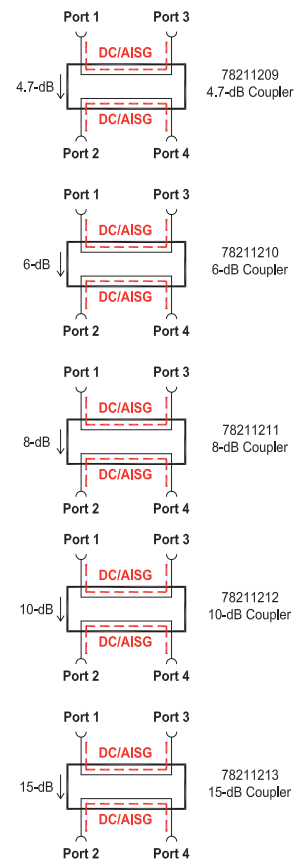 Port 1 Port 3
DC/AISG
4.7-dB
78211209
4.7-dB Coupler
DC/AISG
Port 2 Port 4
Port 1 Port 3
DC/AISG
6-dB
78211210
6-dB Coupler
DC/AISG
Port 2 Port 4
Port 1 Port 3
DC/AISG
8-dB
78211211
8-dB Coupler
DC/AISG
Port 2 Port 4
Port 1 Port 3
DC/AISG
10-dB
78211212
10-dB Coupler
DC/AISG
Port 2 Port 4
Port 1 Port 3
DC/AISG
15-dB
78211213
15-dB Coupler
DC/AISG
Port 2 Port 4